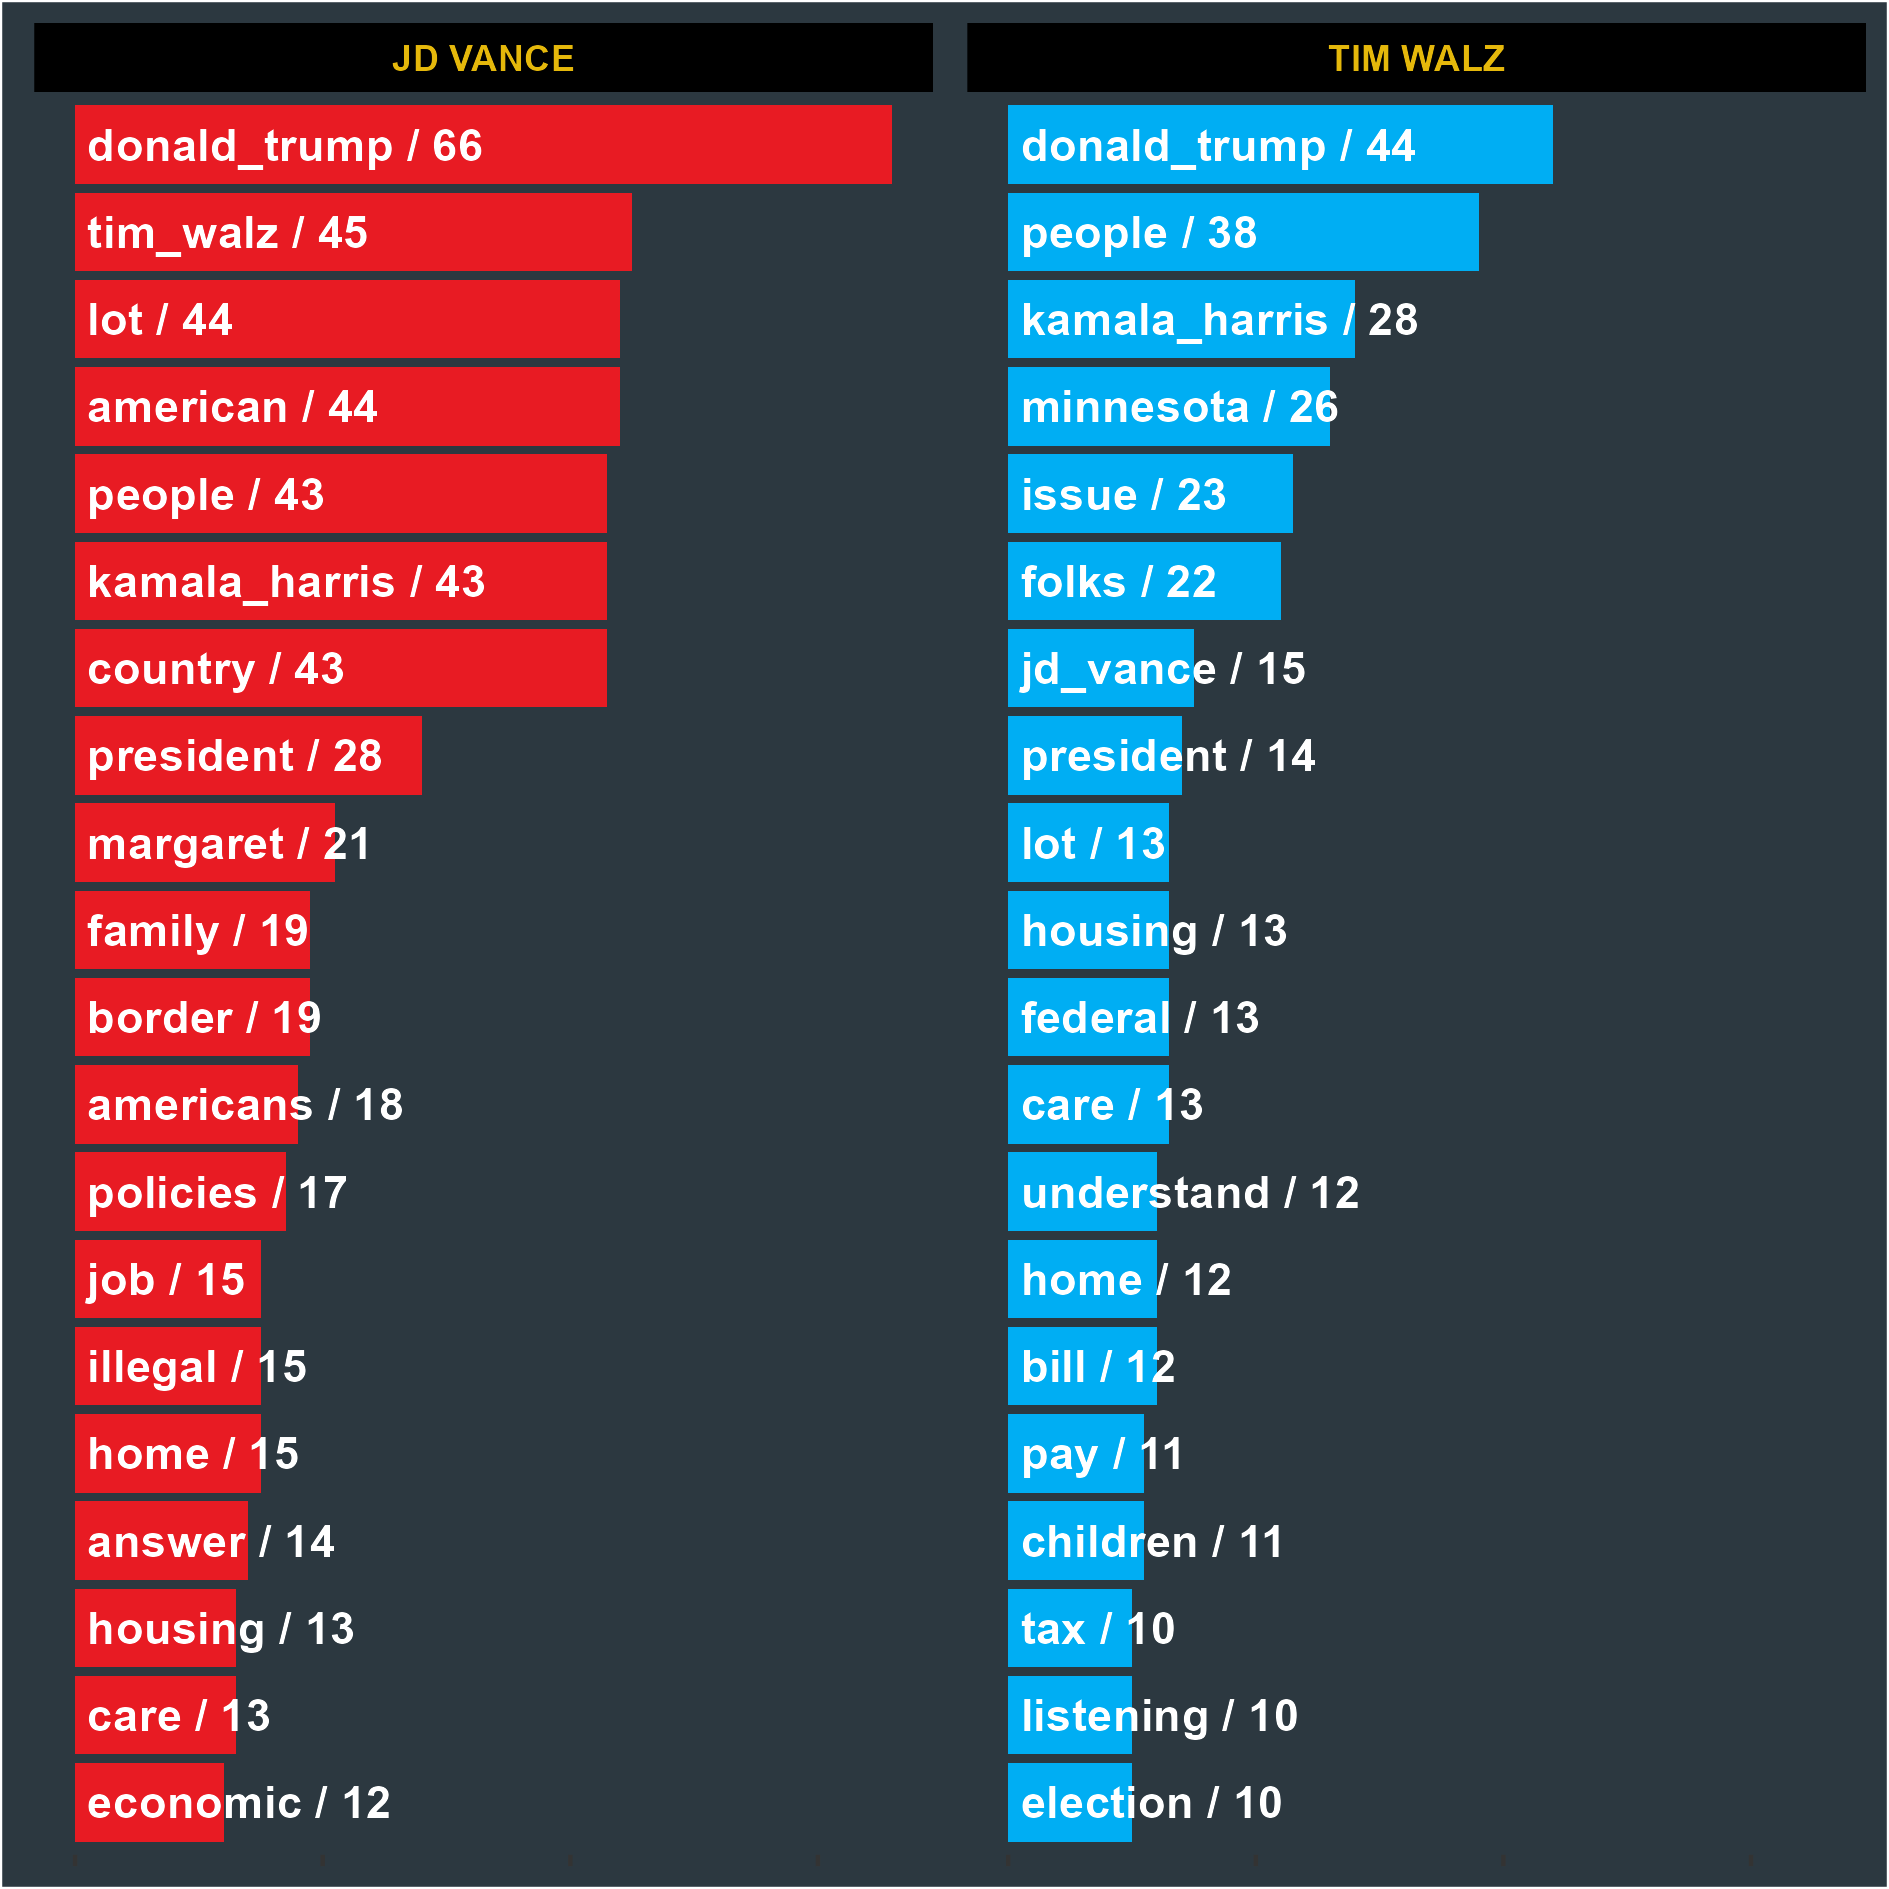 JD VANCE
donald_trump / 66
tim_walz / 45
lot / 44
american / 44
people / 43
kamala_harris / 43
country / 43
president / 28
margaret / 21
family / 19
border / 19
americans / 18
policies / 17
job / 15
illegal / 15
home / 15
answer / 14
housing / 13
care / 13
economic / 12
TIM WALZ
donald_trump / 44
people / 38
kamala_harris / 28
minnesota / 26
issue / 23
folks / 22
jd_vance / 15
president / 14
lot / 13
housing / 13
federal / 13
care / 13
understand / 12
home / 12
bill / 12
pay / 11
children / 11
tax / 10
listening / 10
election / 10